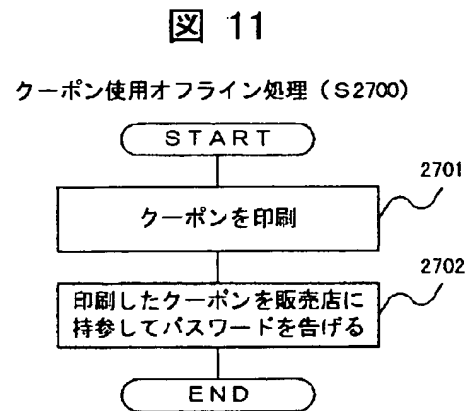 図 11
クーポン使用オフライン処理(S2700)
START
2701
クーポンを印刷
2702
印刷したクーポンを販売店に
持参してパスワードを告げる
END